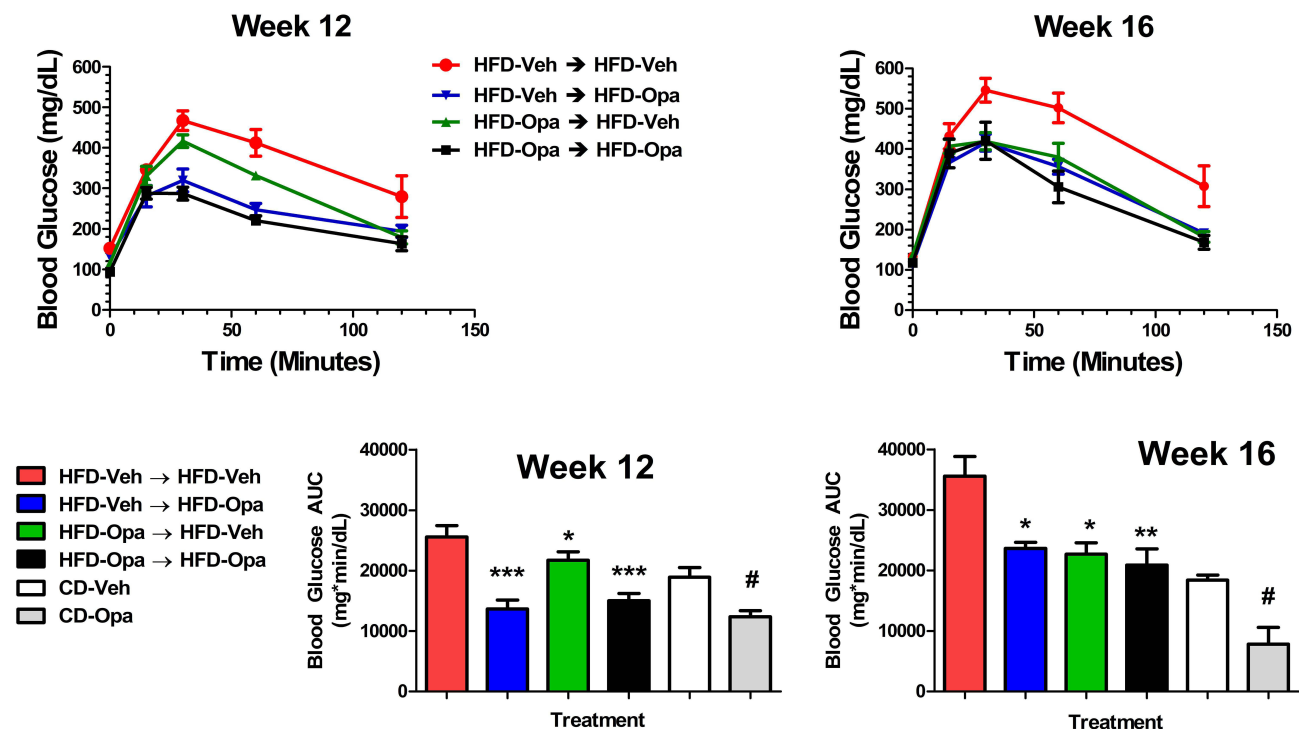 Week 12
Blood Glucose (mg/dL)
600
500
400
300
200
100
0
0
50
100
150
Time (Minutes)
HFD-Veh ➔ HFD-Veh
HFD-Veh ➔ HFD-Opa
HFD-Opa ➔ HFD-Veh
HFD-Opa ➔ HFD-Opa
Week 16
Blood Glucose (mg/dL)
600
500
400
300
200
100
0
0
50
100
150
Time (Minutes)
HFD-Veh → HFD-Veh
HFD-Veh → HFD-Opa
HFD-Opa → HFD-Veh
HFD-Opa → HFD-Opa
CD-Veh
CD-Opa
Week 12
Blood Glucose AUC
(mg*min/dL)
40000
30000
20000
10000
0
***
*
***
#
Treatment
Week 16
Blood Glucose AUC
(mg*min/dL)
40000
30000
20000
10000
0
*
*
**
#
Treatment